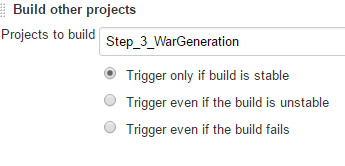 Build other projects
Projects to build Step_3_WarGeneration
Trigger only if build is stable
Trigger even if the build is unstable
Trigger even if the build fails